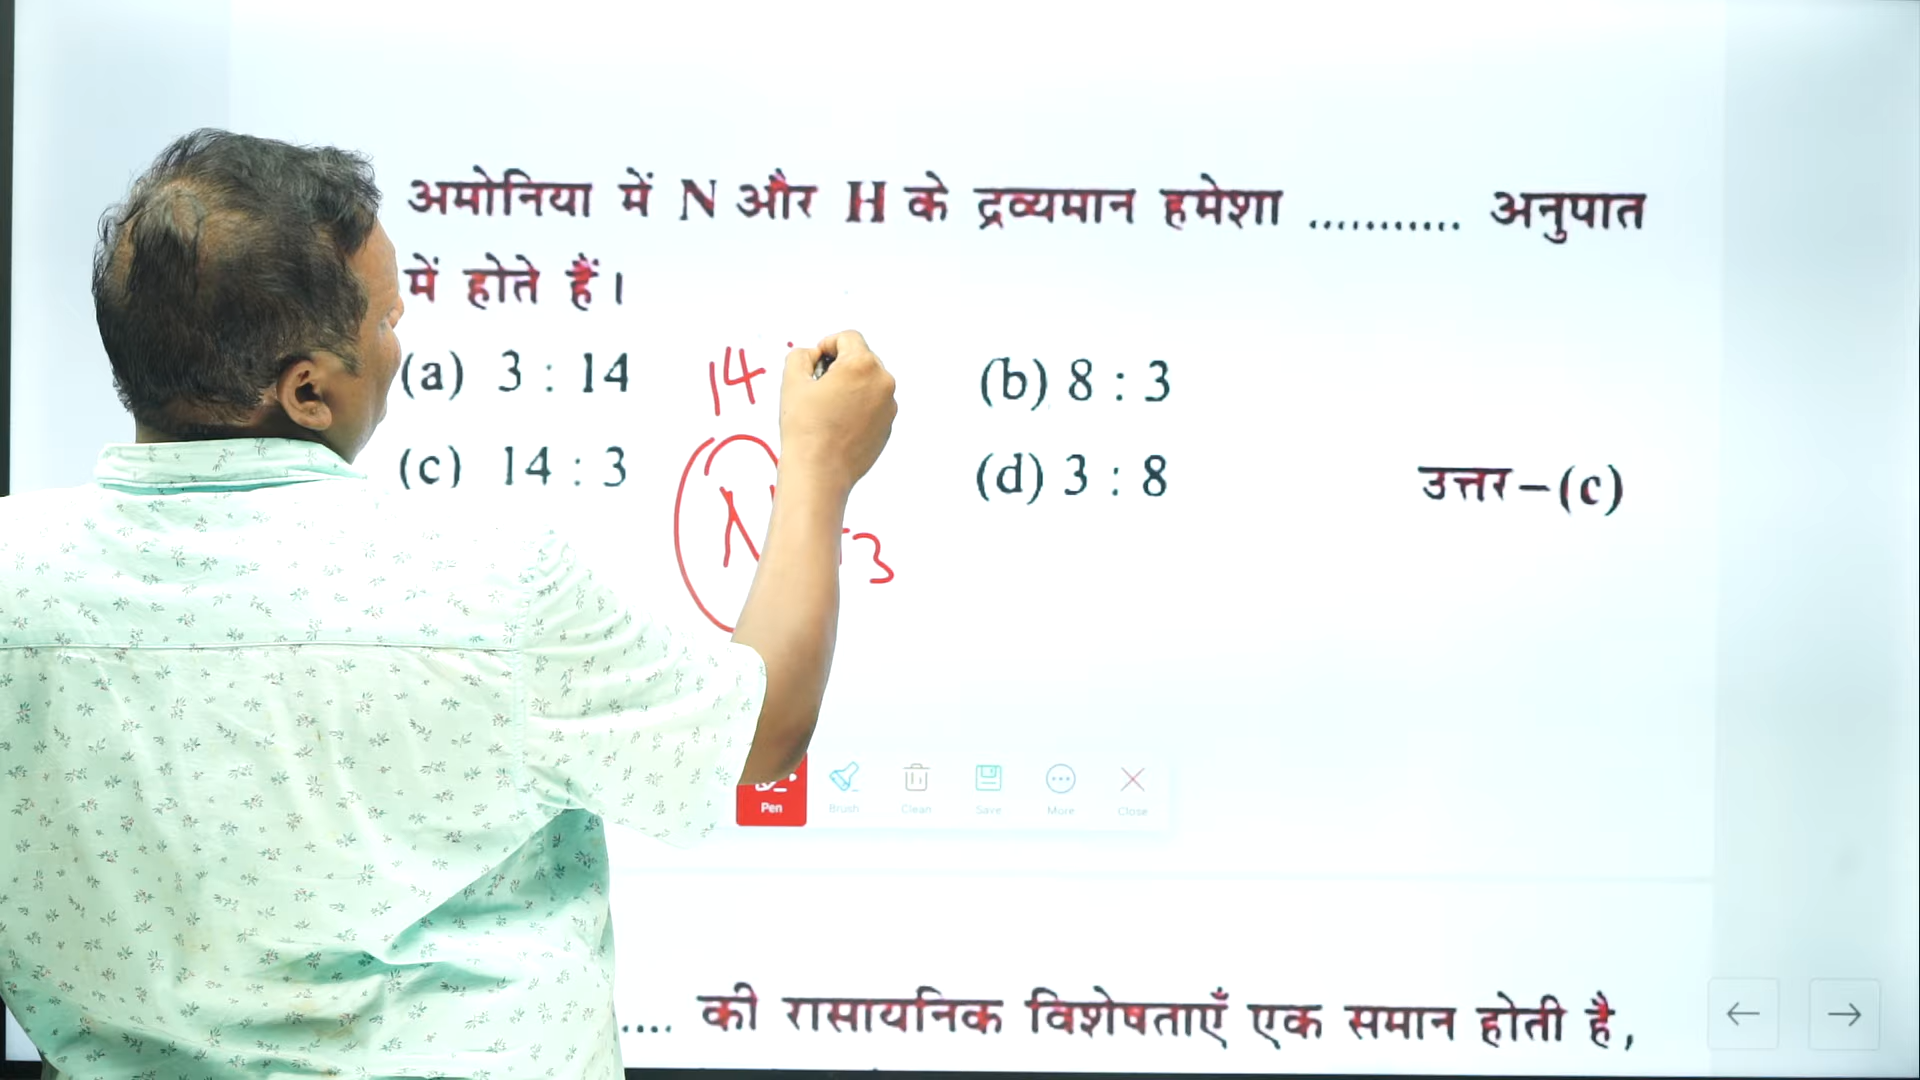 अमोनिया में N और H के द्रव्यमान हमेशा ........... अनुपात
में होते हैं।
(a) 3 : 14
14 :
(b) 8 : 3
(c) 14 : 3
(d) 3 : 8
उत्तर–(c)
N
3
Pen
Brush
Clean
Save
More
Close
.... की रासायनिक विशेषताएँ एक समान होती है,